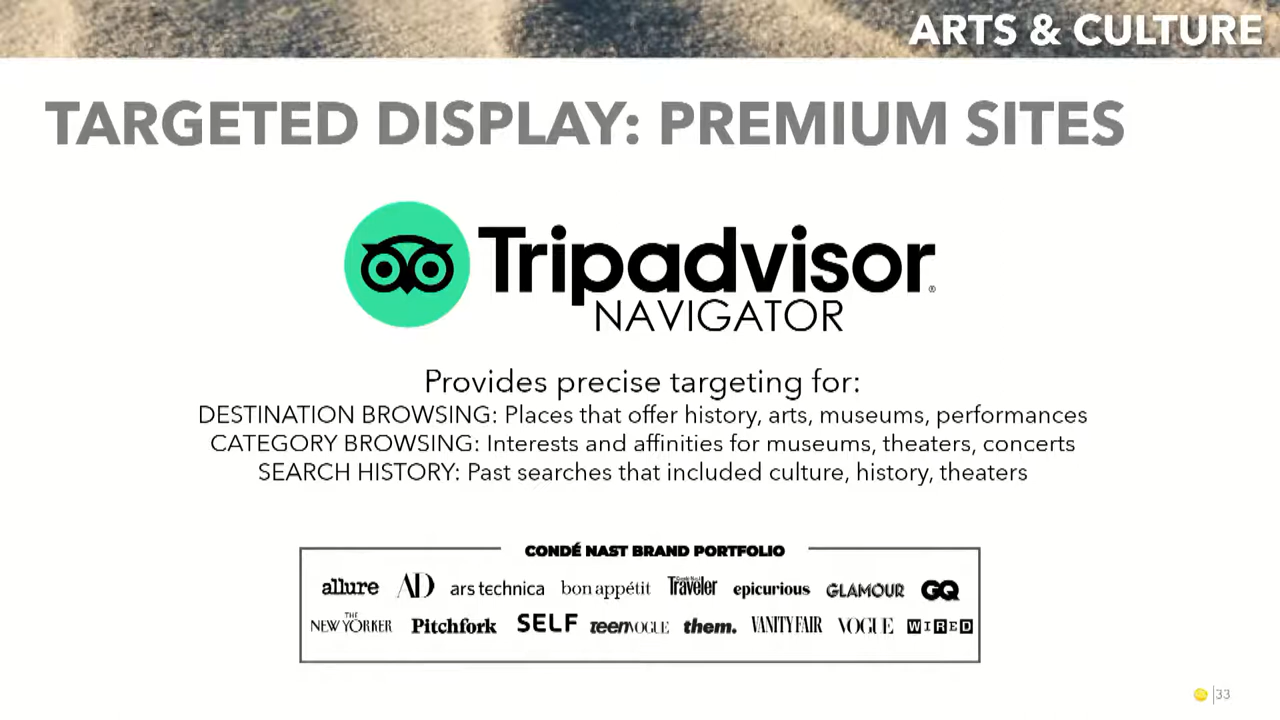 ARTS & CULTURE
TARGETED DISPLAY: PREMIUM SITES
Tripadvisor®
NAVIGATOR
Provides precise targeting for:
DESTINATION BROWSING: Places that offer history, arts, museums, performances
CATEGORY BROWSING: Interests and affinities for museums, theaters, concerts
SEARCH HISTORY: Past searches that included culture, history, theaters
CONDÉ NAST BRAND PORTFOLIO
allure AD ars technica bon appétit Condé Nast Traveler epicurious GLAMOUR GQ
THE NEW YORKER Pitchfork SELF teenVOGUE them. VANITY FAIR VOGUE WIRED
33